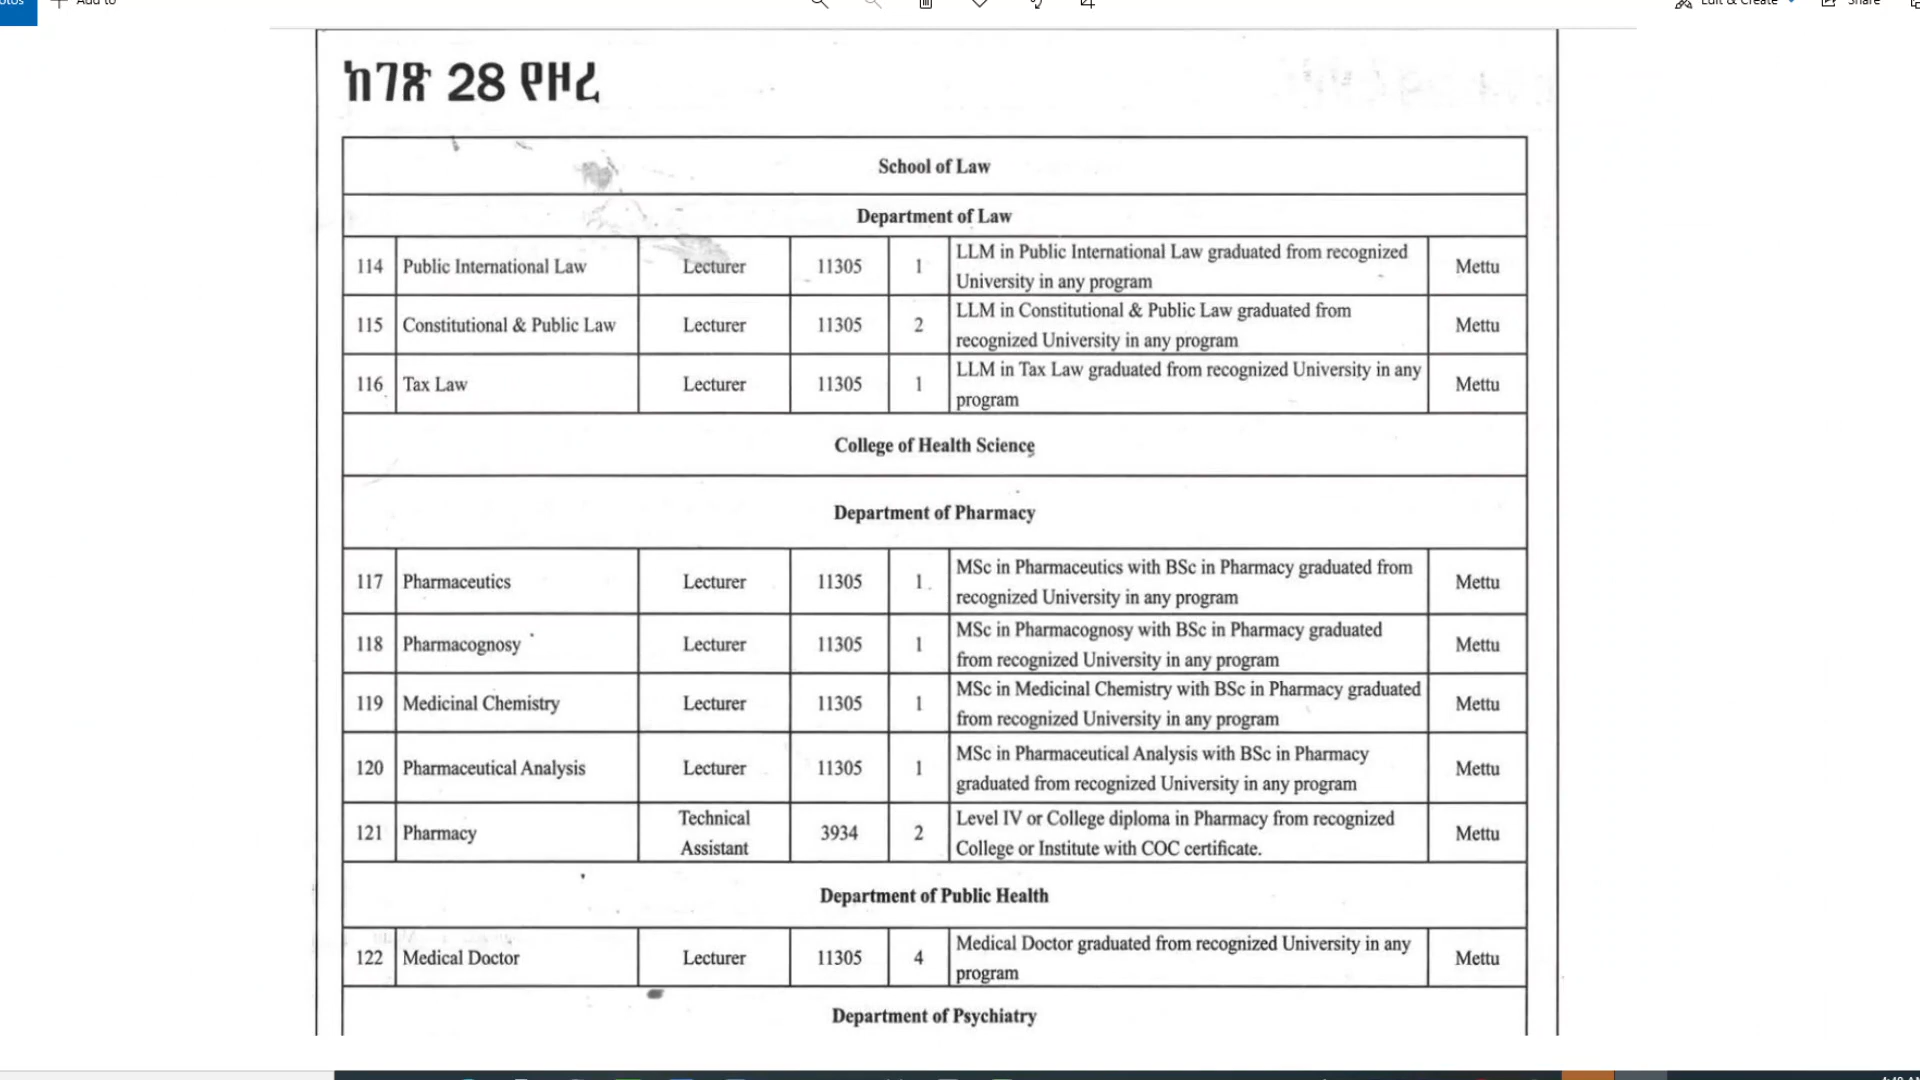 Add to
Edit & Create
Share
ከገጽ 28 የዞረ
School of Law
Department of Law
114 Public International Law Lecturer 11305 1 LLM in Public International Law graduated from recognized University in any program Mettu
115 Constitutional & Public Law Lecturer 11305 2 LLM in Constitutional & Public Law graduated from recognized University in any program Mettu
116 Tax Law Lecturer 11305 1 LLM in Tax Law graduated from recognized University in any program Mettu
College of Health Science
Department of Pharmacy
117 Pharmaceutics Lecturer 11305 1 MSc in Pharmaceutics with BSc in Pharmacy graduated from recognized University in any program Mettu
118 Pharmacognosy Lecturer 11305 1 MSc in Pharmacognosy with BSc in Pharmacy graduated from recognized University in any program Mettu
119 Medicinal Chemistry Lecturer 11305 1 MSc in Medicinal Chemistry with BSc in Pharmacy graduated from recognized University in any program Mettu
120 Pharmaceutical Analysis Lecturer 11305 1 MSc in Pharmaceutical Analysis with BSc in Pharmacy graduated from recognized University in any program Mettu
121 Pharmacy Technical Assistant 3934 2 Level IV or College diploma in Pharmacy from recognized College or Institute with COC certificate. Mettu
Department of Public Health
122 Medical Doctor Lecturer 11305 4 Medical Doctor graduated from recognized University in any program Mettu
Department of Psychiatry